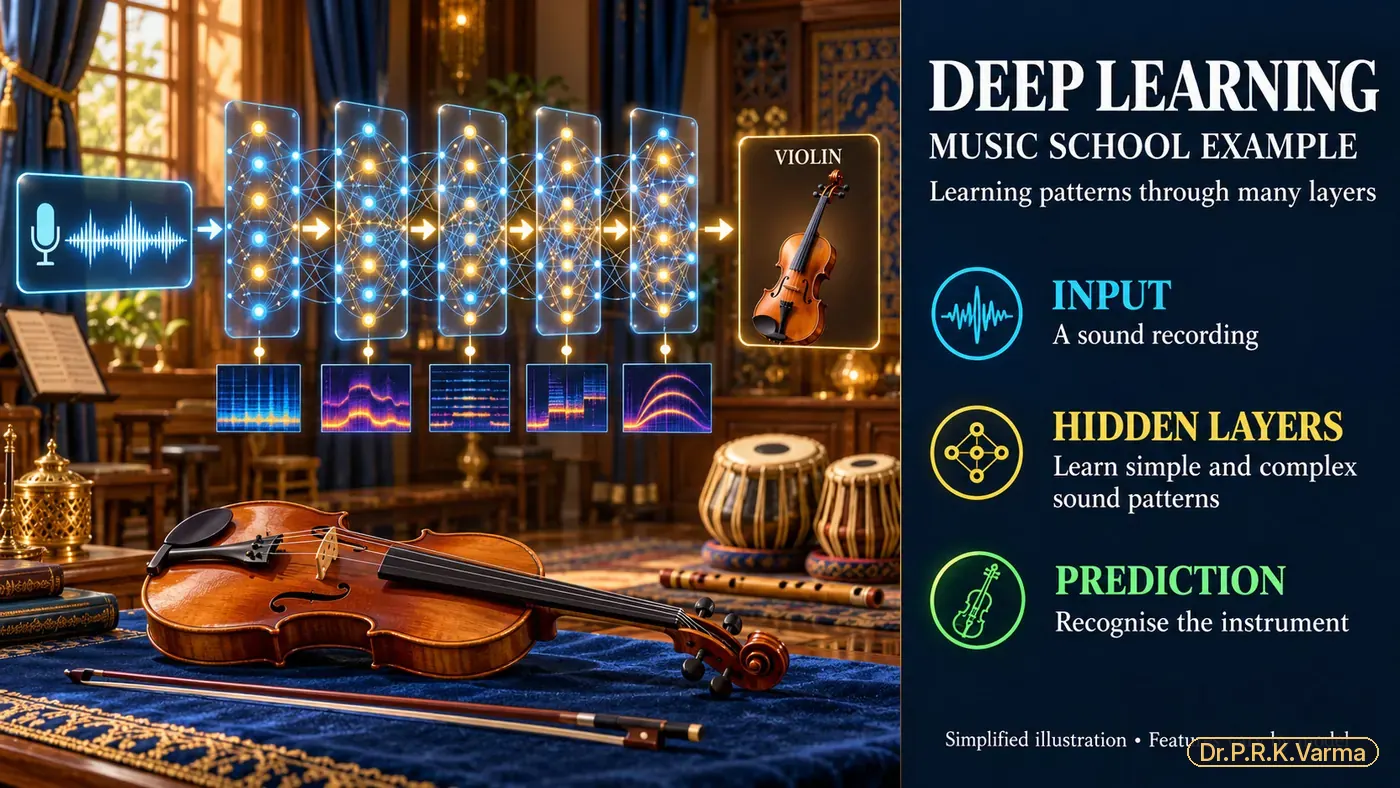 VIOLIN
DEEP LEARNING
MUSIC SCHOOL EXAMPLE
Learning patterns through many layers
INPUT
A sound recording
HIDDEN LAYERS
Learn simple and complex
sound patterns
PREDICTION
Recognise the instrument
Simplified illustration •
Dr.P.R.K.Varma